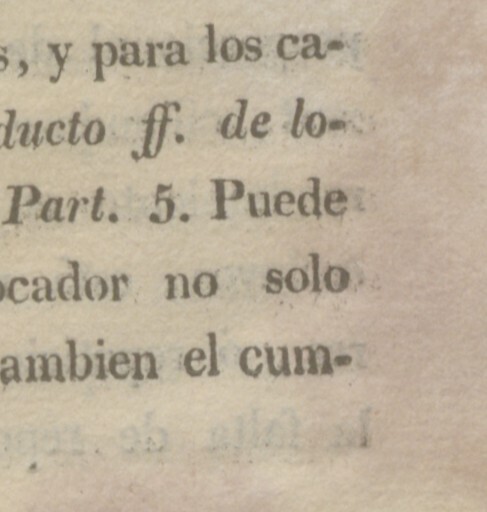 s, y para los ca-
ducto ff. de lo-
Part. 5. Puede
ocador no solo
ambien el cum-